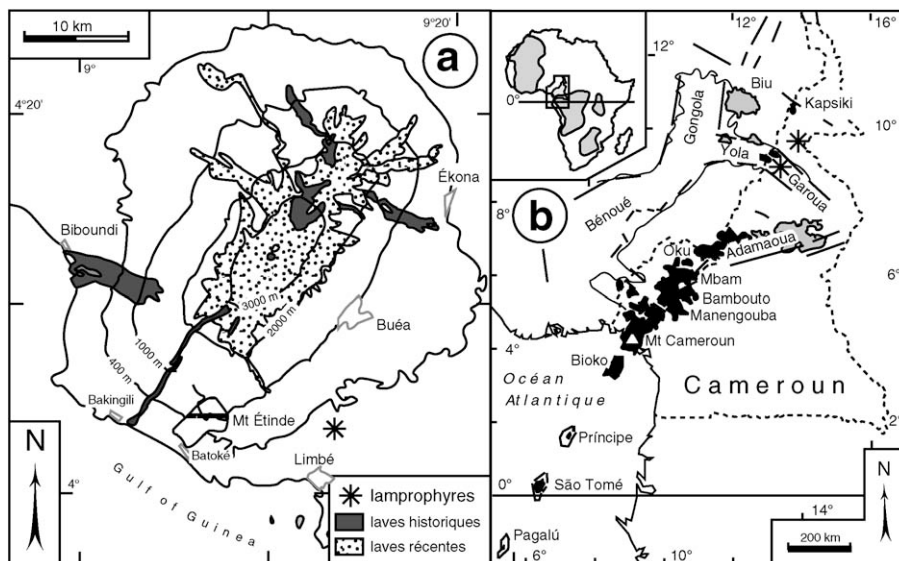 10 km
9°
9°20'
4°20'
a
Ékona
Biboundi
3000 m
2000 m
Buéa
1000 m
400 m
Bakingili
Mt Étinde
Batoké
Limbé
N
4°
Gulf of Guinea
lamprophyres
laves historiques
laves récentes
12°
16°
12°
0°
Biu
Kapsiki
Gongola
10°
Yola
Garoua
b
8°
Bénoué
Oku
Adamaoua
Mbam
6°
Bambouto
Manengouba
4°
Mt Cameroun
Bioko
Océan
Atlantique
Cameroun
2°
Príncipe
N
0°
São Tomé
14°
200 km
Pagalú
6°
10°